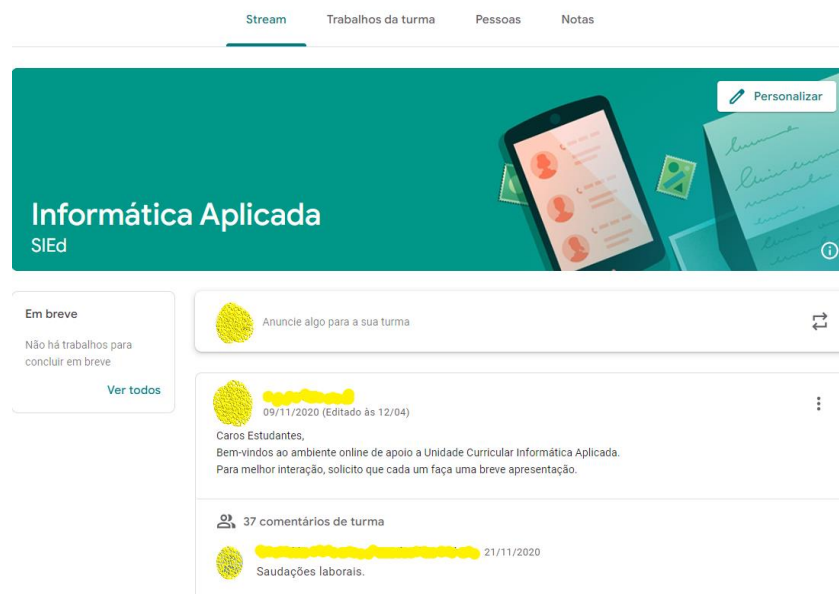 Stream Trabalhos da turma Pessoas Notas
Personalizar
Informática Aplicada
SIEd
Em breve
Não há trabalhos para
concluir em breve
Ver todos
Anuncie algo para a sua turma
09/11/2020 (Editado às 12/04)
Caros Estudantes,
Bem-vindos ao ambiente online de apoio a Unidade Curricular Informática Aplicada.
Para melhor interação, solicito que cada um faça uma breve apresentação.
37 comentários de turma
21/11/2020
Saudações laborais.